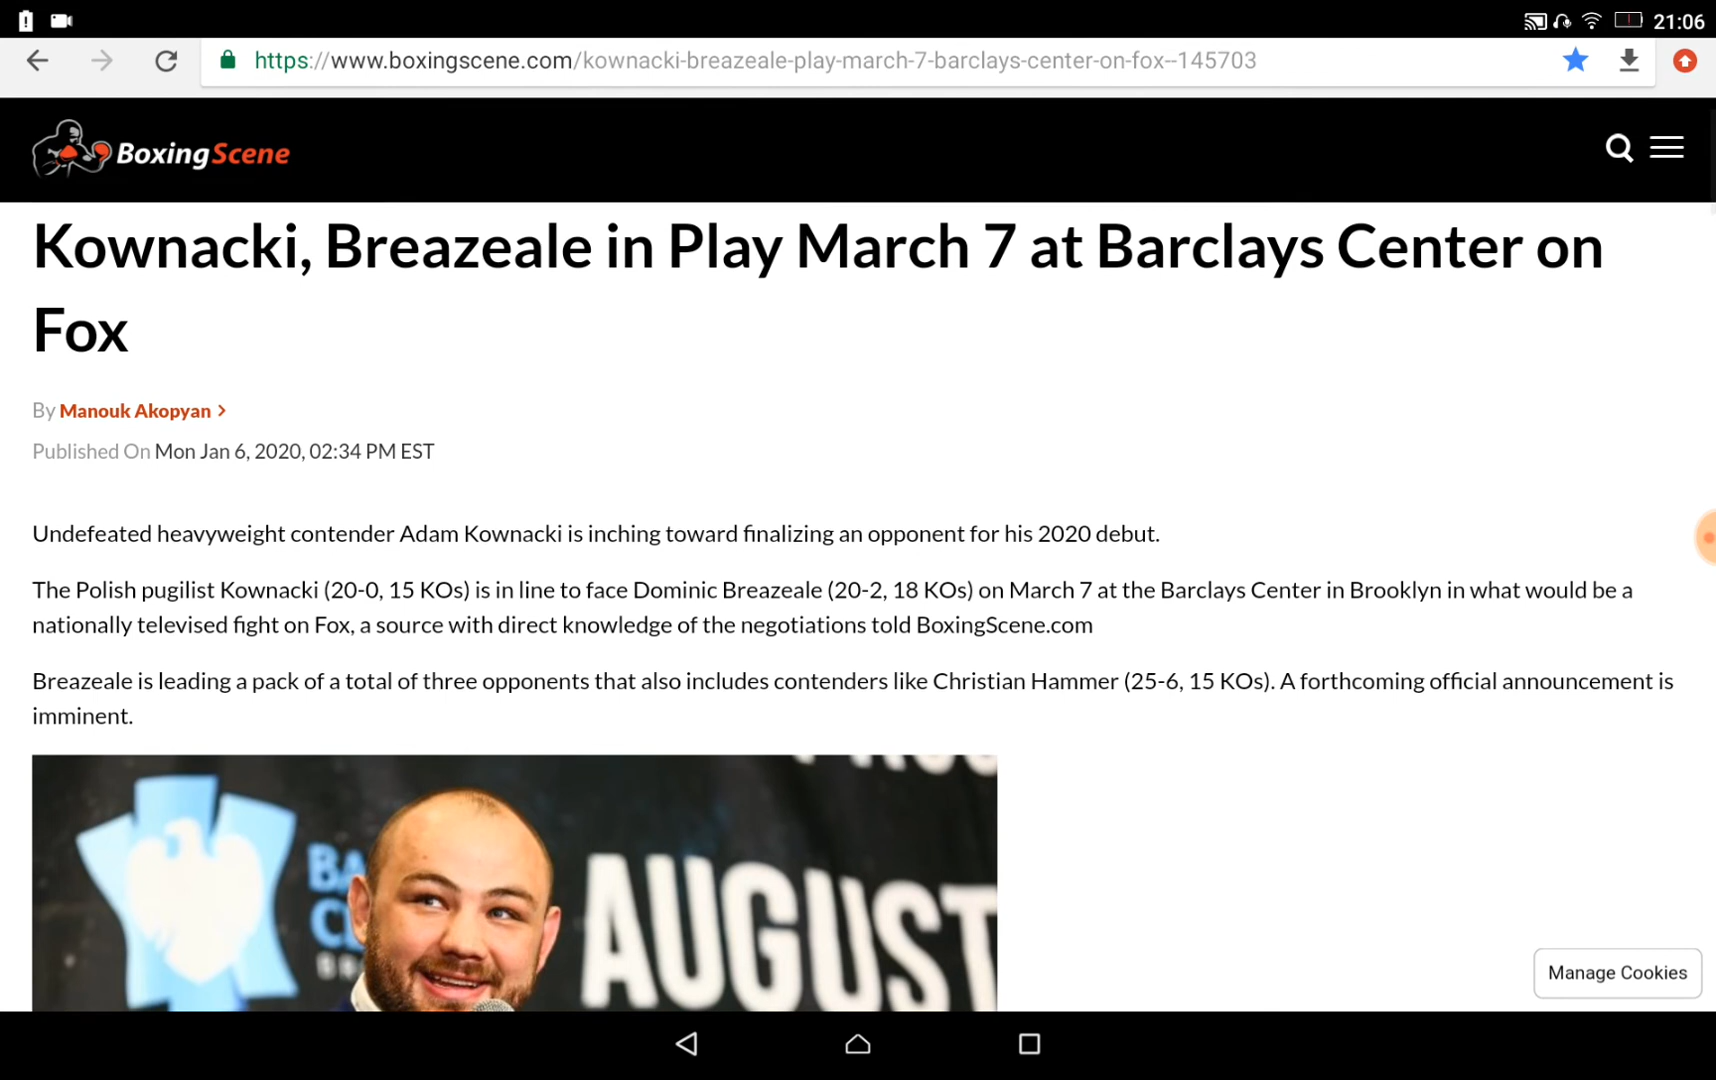 21:06
https://www.boxingscene.com/kownacki-breazeale-play-march-7-barclays-center-on-fox--145703
BoxingScene
Kownacki, Breazeale in Play March 7 at Barclays Center on
Fox
By Manouk Akopyan >
Published On Mon Jan 6, 2020, 02:34 PM EST
Undefeated heavyweight contender Adam Kownacki is inching toward finalizing an opponent for his 2020 debut.
The Polish pugilist Kownacki (20-0, 15 KOs) is in line to face Dominic Breazeale (20-2, 18 KOs) on March 7 at the Barclays Center in Brooklyn in what would be a
nationally televised fight on Fox, a source with direct knowledge of the negotiations told BoxingScene.com
Breazeale is leading a pack of a total of three opponents that also includes contenders like Christian Hammer (25-6, 15 KOs). A forthcoming official announcement is
imminent.
AUGUST
Manage Cookies